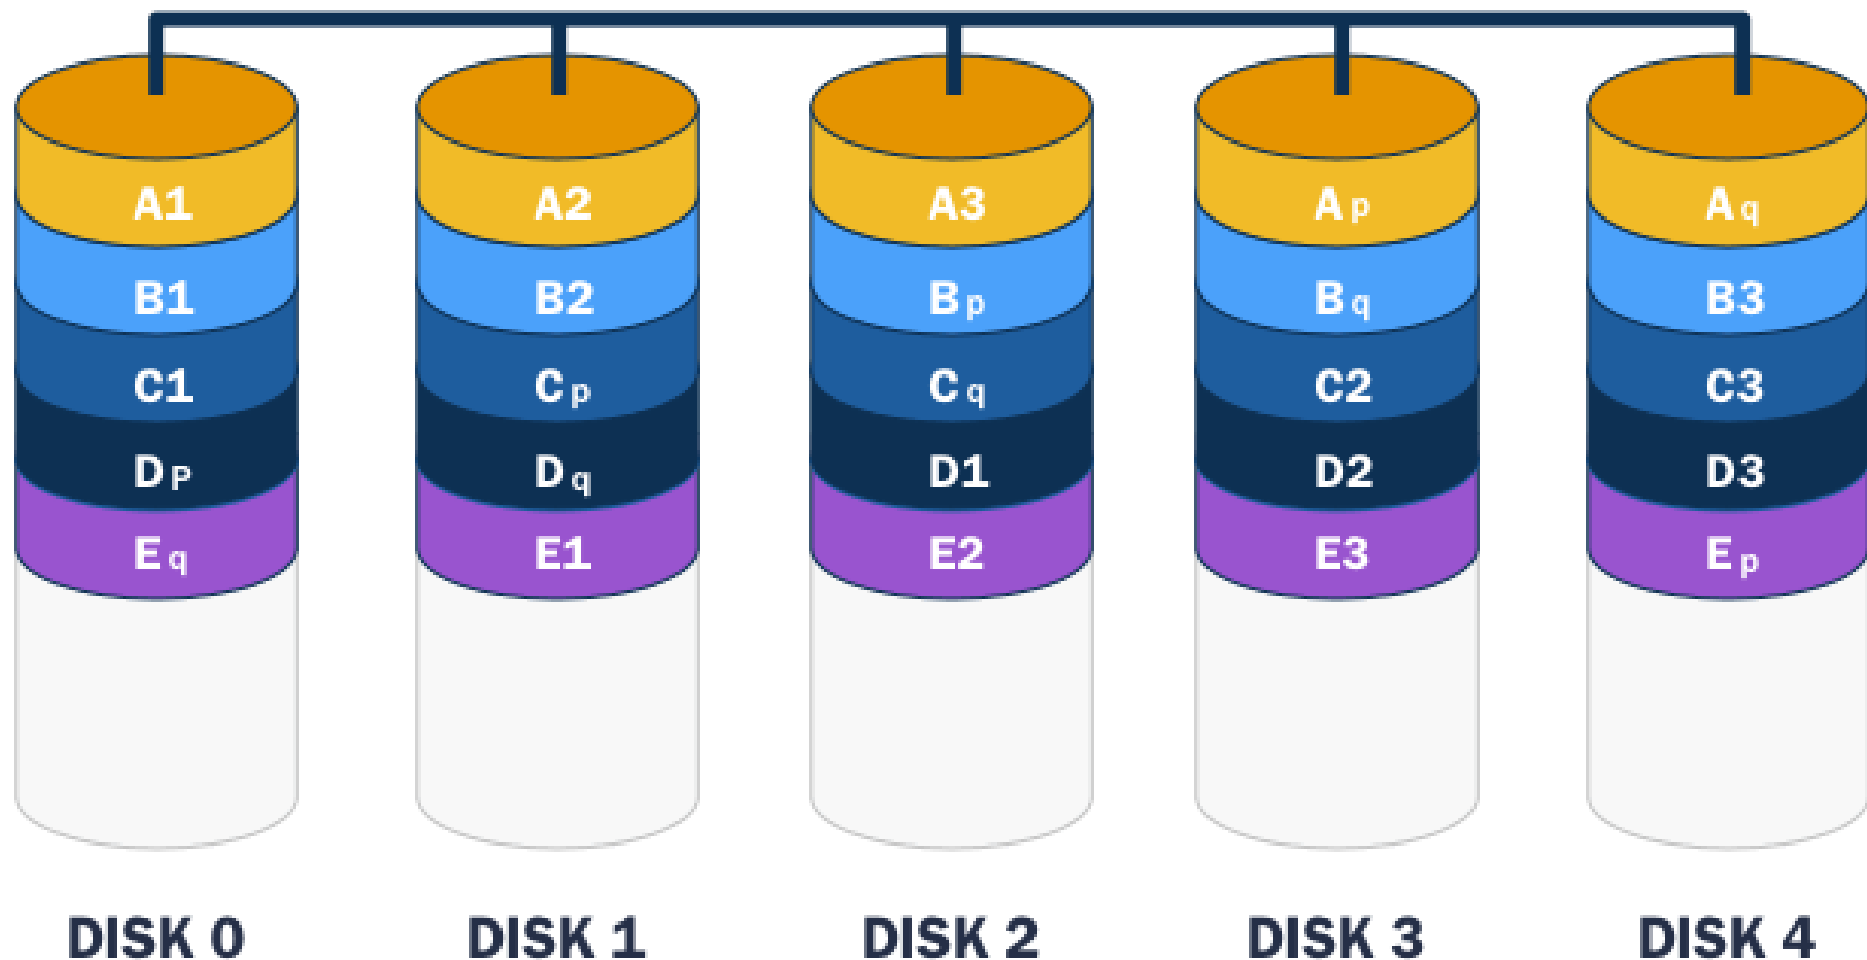 A1 A2 A3 Ap Aq
B1 B2 Bp Bq B3
C1 Cp Cq C2 C3
DP Dq D1 D2 D3
Eq E1 E2 E3 Ep
DISK 0 DISK 1 DISK 2 DISK 3 DISK 4